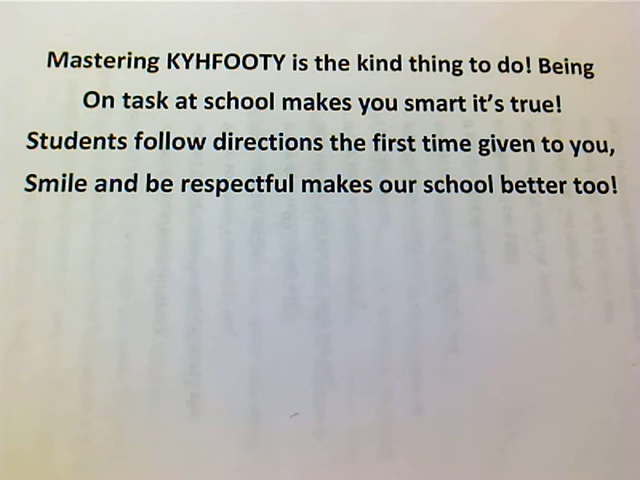 Mastering KYHFOOTY is the kind thing to do! Being
On task at school makes you smart it's true!
Students follow directions the first time given to you,
Smile and be respectful makes our school better too!